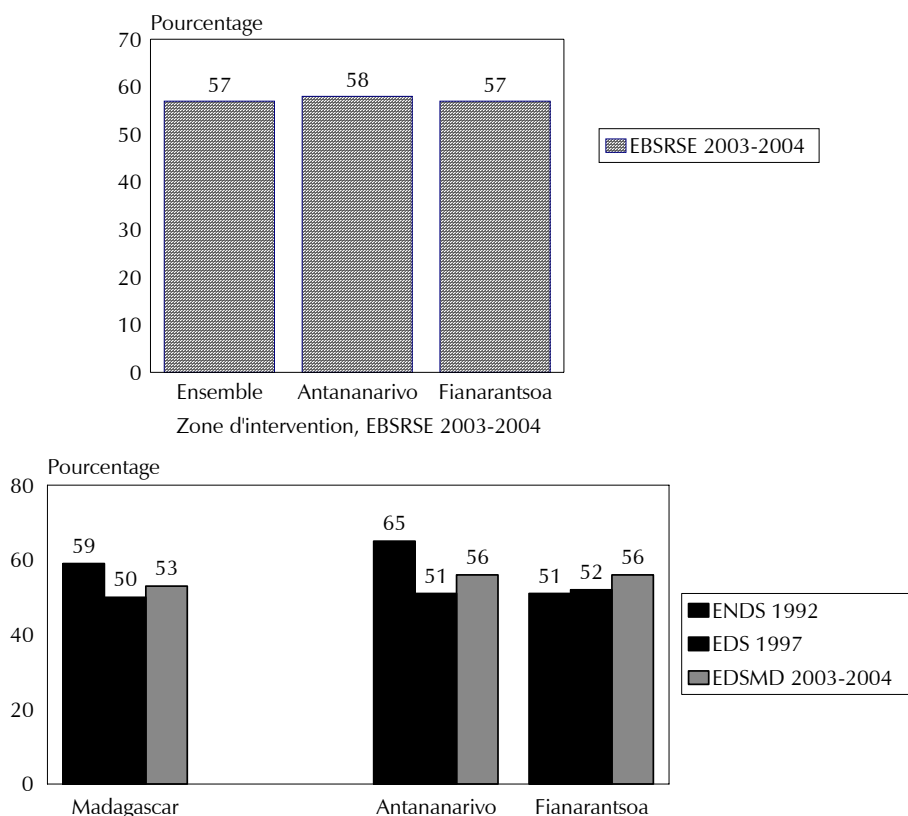 Pourcentage
70
60
50
40
30
20
10
0
57
58
57
EBSRSE 2003-2004
Ensemble Antananarivo Fianarantsoa
Zone d'intervention, EBSRSE 2003-2004
Pourcentage
80
60
40
20
0
59
50
53
65
51
56
51
52
56
ENDS 1992
EDS 1997
EDSMD 2003-2004
Madagascar Antananarivo Fianarantsoa